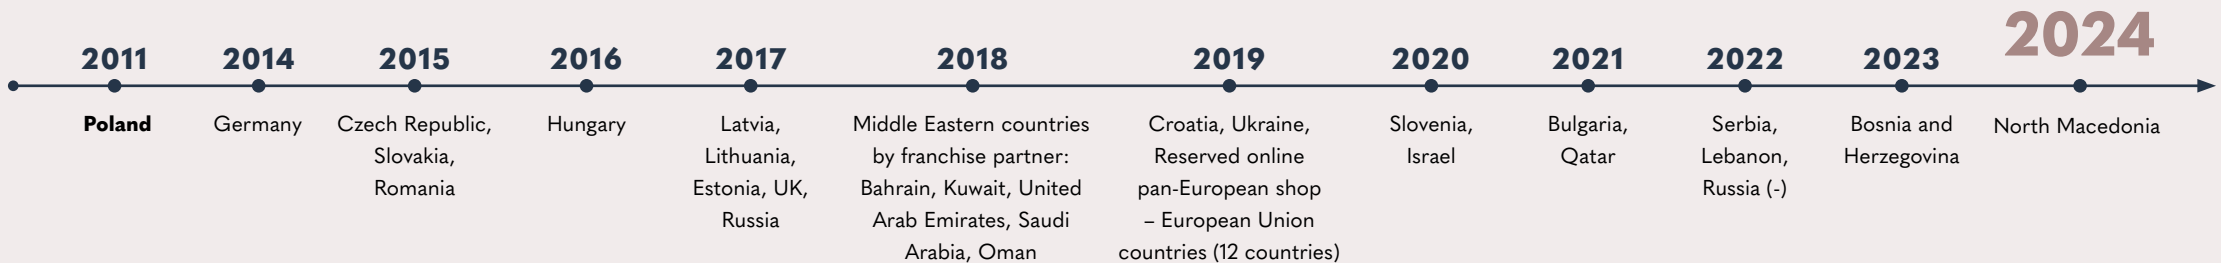 2011
Poland
2014
Germany
2015
Czech Republic,
Slovakia,
Romania
2016
Hungary
2017
Latvia,
Lithuania,
Estonia, UK,
Russia
2018
Middle Eastern countries
by franchise partner:
Bahrain, Kuwait, United
Arab Emirates, Saudi
Arabia, Oman
2019
Croatia, Ukraine,
Reserved online
pan-European shop
– European Union
countries (12 countries)
2020
Slovenia,
Israel
2021
Bulgaria,
Qatar
2022
Serbia,
Lebanon,
Russia (-)
2023
Bosnia and
Herzegovina
2024
North Macedonia